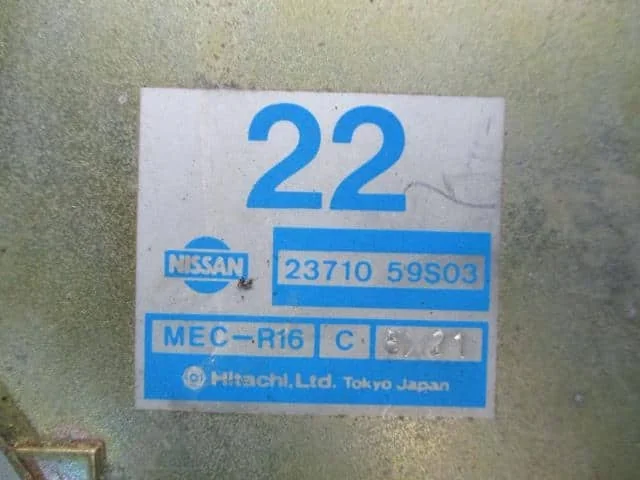 22
NISSAN
23710 59S03
MEC-R16 C
Hitachi, Ltd. Tokyo Japan